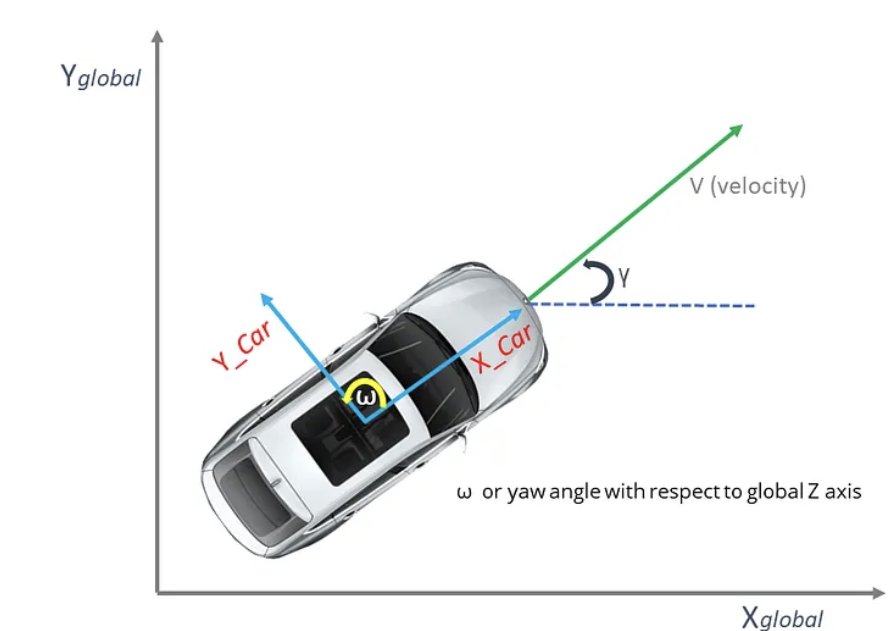 Yglobal
V (velocity)
γ
Y_Car
X_Car
ω
ω or yaw angle with respect to global Z axis
Xglobal